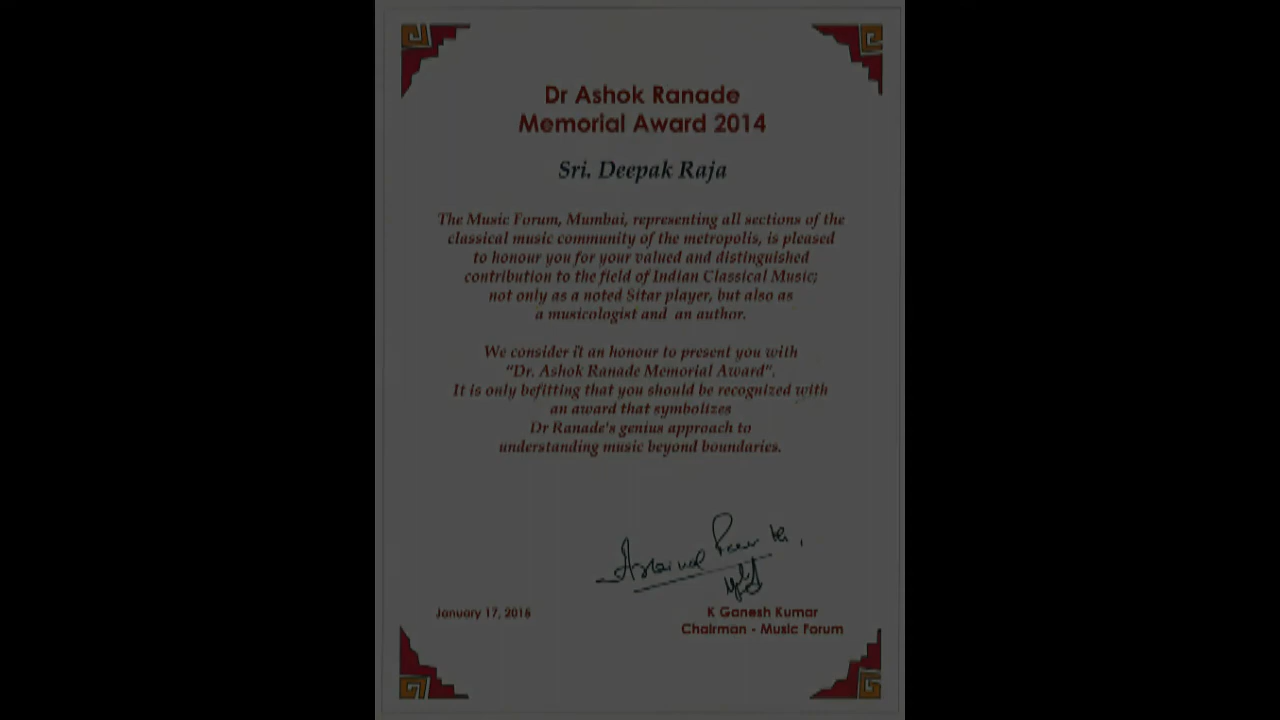 Dr Ashok Ranade
Memorial Award 2014
Sri. Deepak Raja
The Music Forum, Mumbai, representing all sections of the
classical music community of the metropolis, is pleased
to honour you for your valued and distinguished
contribution to the field of Indian Classical Music;
not only as a noted Sitar player, but also as
a musicologist and an author.
We consider it an honour to present you with
“Dr. Ashok Ranade Memorial Award”.
It is only befitting that you should be recognized with
an award that symbolizes
Dr Ranade's genius approach to
understanding music beyond boundaries.
January 17, 2016
K Ganesh Kumar
Chairman - Music Forum